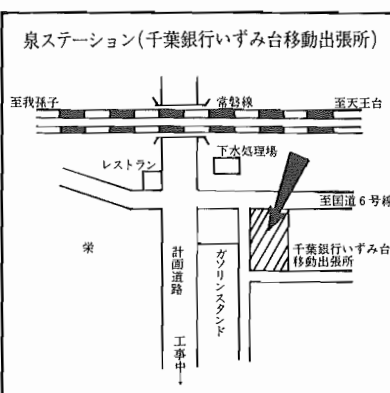 泉ステーション(千葉銀行いずみ台移動出張所)
至我孫子
常磐線
至天王台
レストラン
下水処理場
至国道6号線
栄
計画道路
工事中
ガソリンスタンド
千葉銀行いずみ台
移動出張所